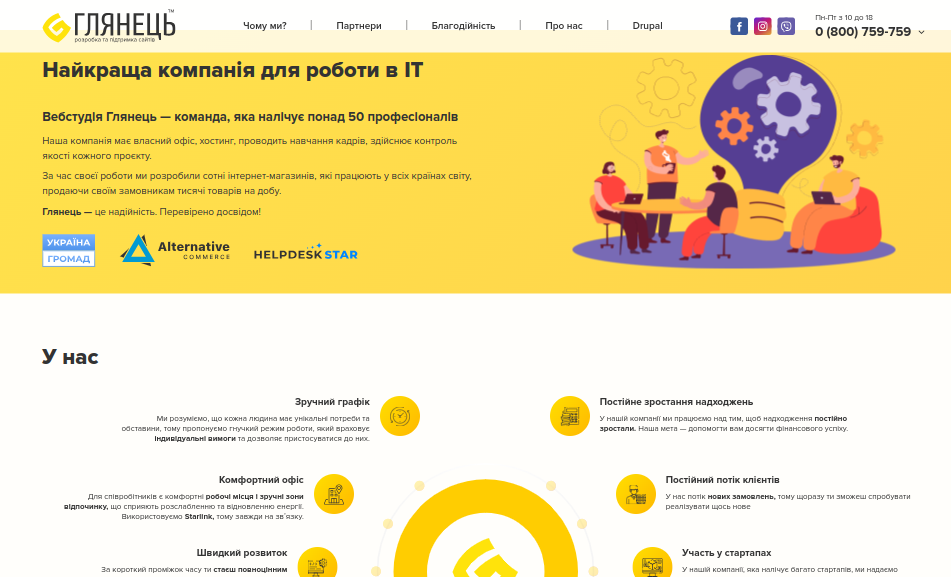 ГЛЯНЕЦЬ™
розробка та підтримка сайтів
Чому ми?
Партнери
Благодійність
Про нас
Drupal
Пн-Пт з 10 до 18
0 (800) 759-759
Найкраща компанія для роботи в ІТ
Вебстудія Глянець — команда, яка налічує понад 50 професіоналів
Наша компанія має власний офіс, хостинг, проводить навчання кадрів, здійснює контроль
якості кожного проєкту.
За час своєї роботи ми розробили сотні інтернет-магазинів, які працюють у всіх країнах світу,
продаючи своїм замовникам тисячі товарів на добу.
Глянець — це надійність. Перевірено досвідом!
УКРАЇНА
ГРОМАД
Alternative
COMMERCE
HELPDESK STAR
У нас
Зручний графік
Ми розуміємо, що кожна людина має унікальні потреби та
обставини, тому пропонуємо гнучкий режим роботи, який враховує
індивідуальні вимоги та дозволяє пристосуватися до них.
Постійне зростання надходжень
У нашій компанії ми працюємо над тим, щоб надходження постійно
зростали. Наша мета — допомогти вам досягти фінансового успіху.
Комфортний офіс
Для співробітників є комфортні робочі місця і зручні зони
відпочинку, що сприяють розслабленню та відновленню енергії.
Використовуємо Starlink, тому завжди на зв'язку.
Постійний потік клієнтів
У нас потік нових замовлень, тому щоразу ти зможеш спробувати
реалізувати щось нове
Швидкий розвиток
За короткий проміжок часу ти стаєш повноцінним
Участь у стартапах
У нашій компанії, яка налічує багато стартапів, ми надаємо